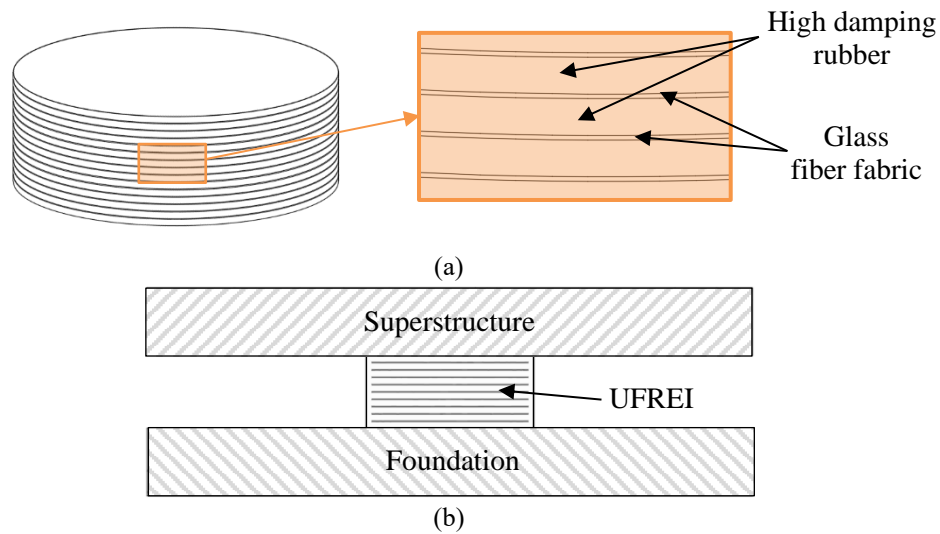 High damping
rubber
Glass
fiber fabric
(a)
Superstructure
UFREI
Foundation
(b)